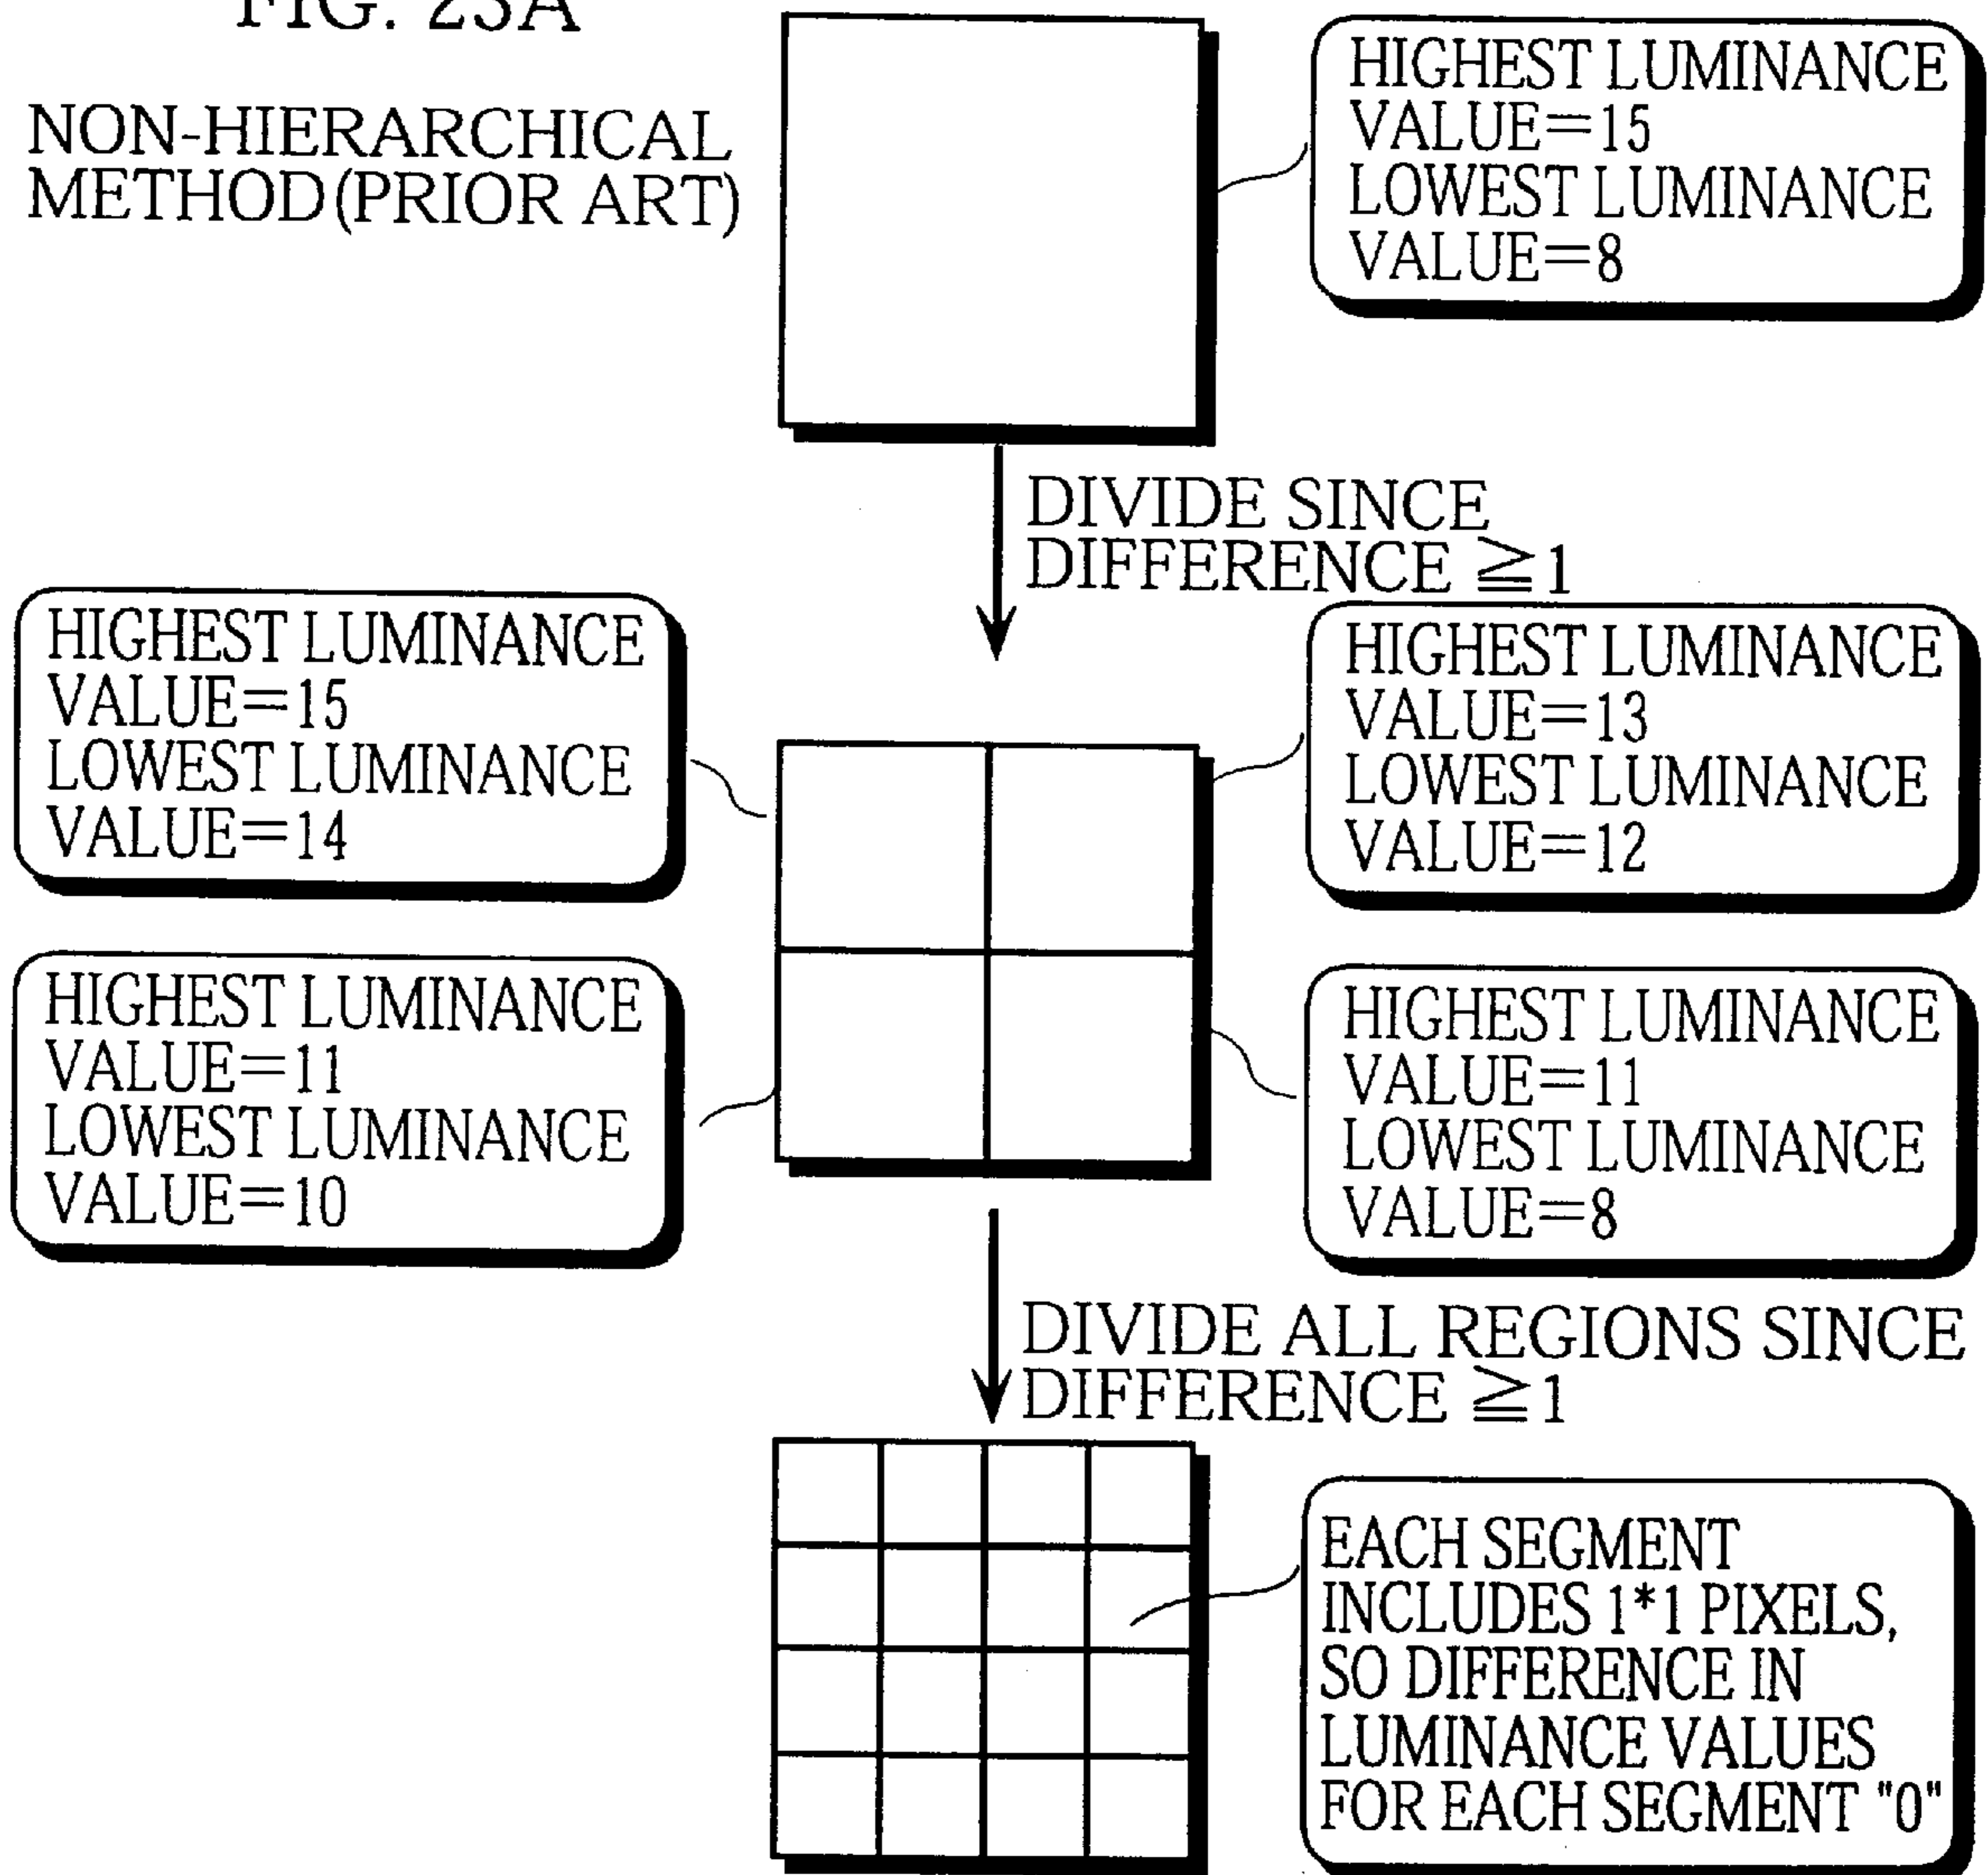 FIG. 23A
NON-HIERARCHICAL
METHOD(PRIOR ART)
HIGHEST LUMINANCE
VALUE=15
LOWEST LUMINANCE
VALUE=8
DIVIDE SINCE
DIFFERENCE ≧1
HIGHEST LUMINANCE
VALUE=15
LOWEST LUMINANCE
VALUE=14
HIGHEST LUMINANCE
VALUE=13
LOWEST LUMINANCE
VALUE=12
HIGHEST LUMINANCE
VALUE=11
LOWEST LUMINANCE
VALUE=10
HIGHEST LUMINANCE
VALUE=11
LOWEST LUMINANCE
VALUE=8
DIVIDE ALL REGIONS SINCE
DIFFERENCE ≧1
EACH SEGMENT
INCLUDES 1*1 PIXELS,
SO DIFFERENCE IN
LUMINANCE VALUES
FOR EACH SEGMENT "0"